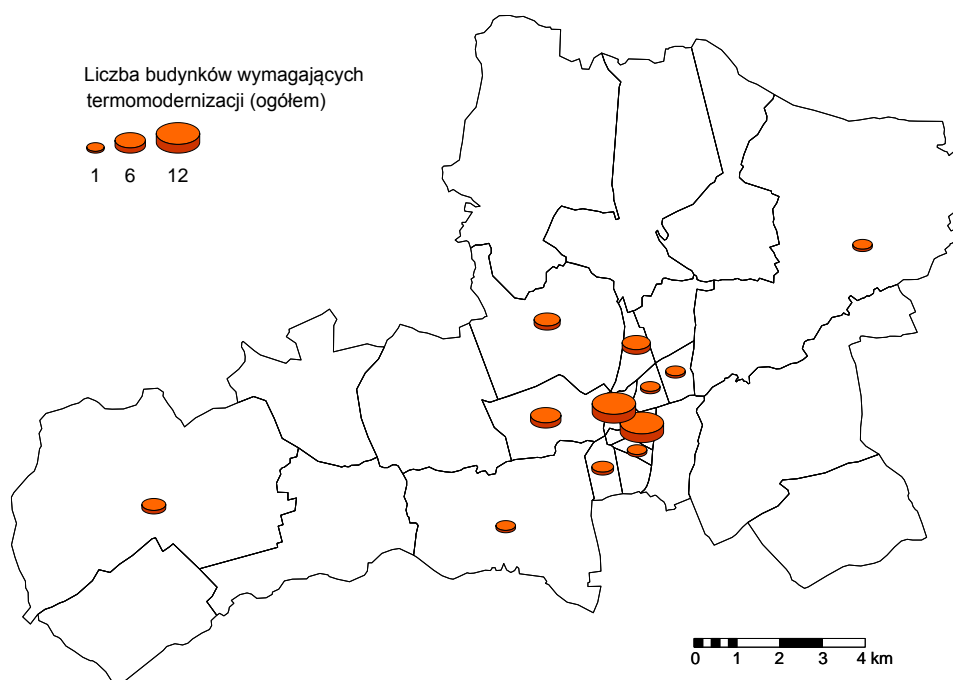 Liczba budynków wymagających
termomodernizacji (ogółem)
1 6 12
0 1 2 3 4 km